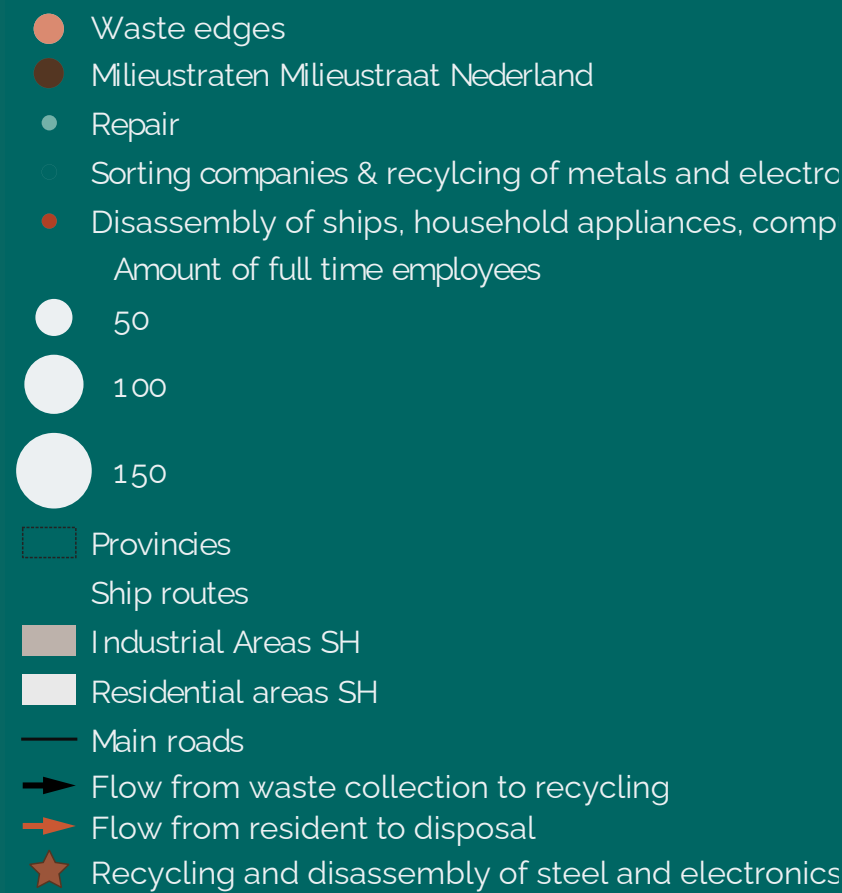 Waste edges
Milieustraten Milieustraat Nederland
Repair
Sorting companies & recylcing of metals and electro
Disassembly of ships, household appliances, comp
Amount of full time employees
50
100
150
Provincies
Ship routes
Industrial Areas SH
Residential areas SH
Main roads
Flow from waste collection to recycling
Flow from resident to disposal
Recycling and disassembly of steel and electronics